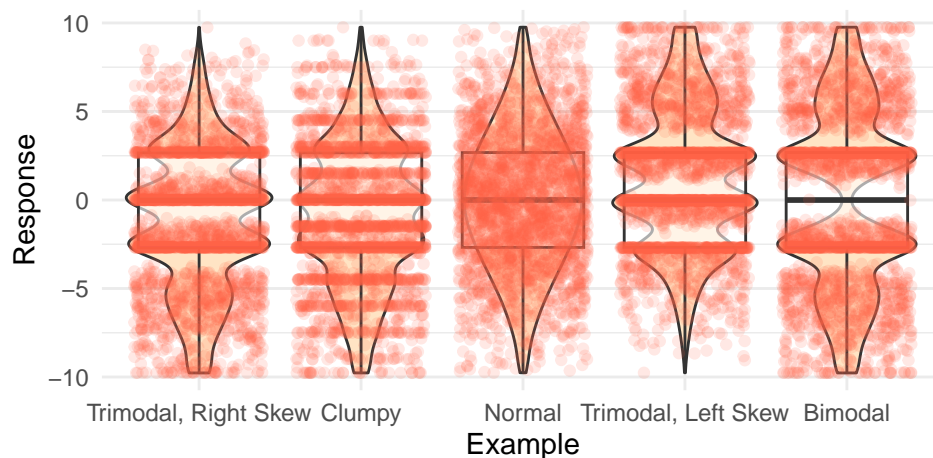 10
5
0
−5
−10
Response
Trimodal, Right Skew Clumpy Normal Trimodal, Left Skew Bimodal
Example